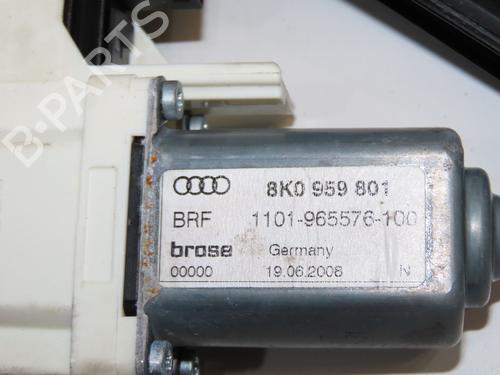 B-PARTS
8K0 959 801
BRF 1101-965576-100
brose Germany
00000 19.06.2008 N